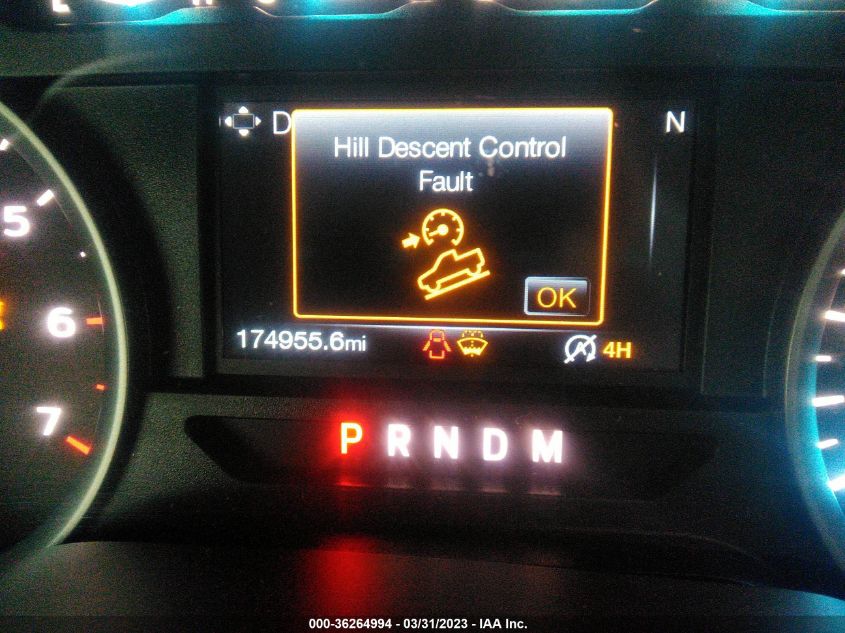 D
N
Hill Descent Control
Fault
OK
5
6
7
174955.6mi
4H
P R N D M
000-36264994 - 03/31/2023 - IAA Inc.